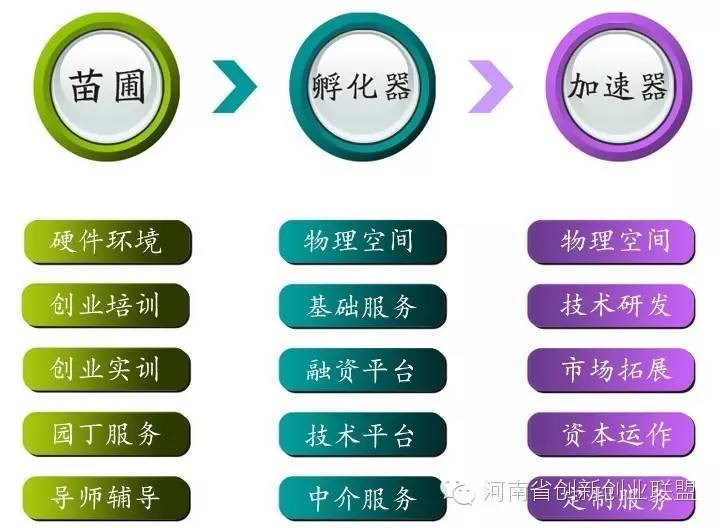 苗圃
孵化器
加速器
硬件环境
物理空间
物理空间
创业培训
基础服务
技术研发
创业实训
融资平台
市场拓展
园丁服务
技术平台
资本运作
导师辅导
中介服务
定制服务
河南省创新创业联盟